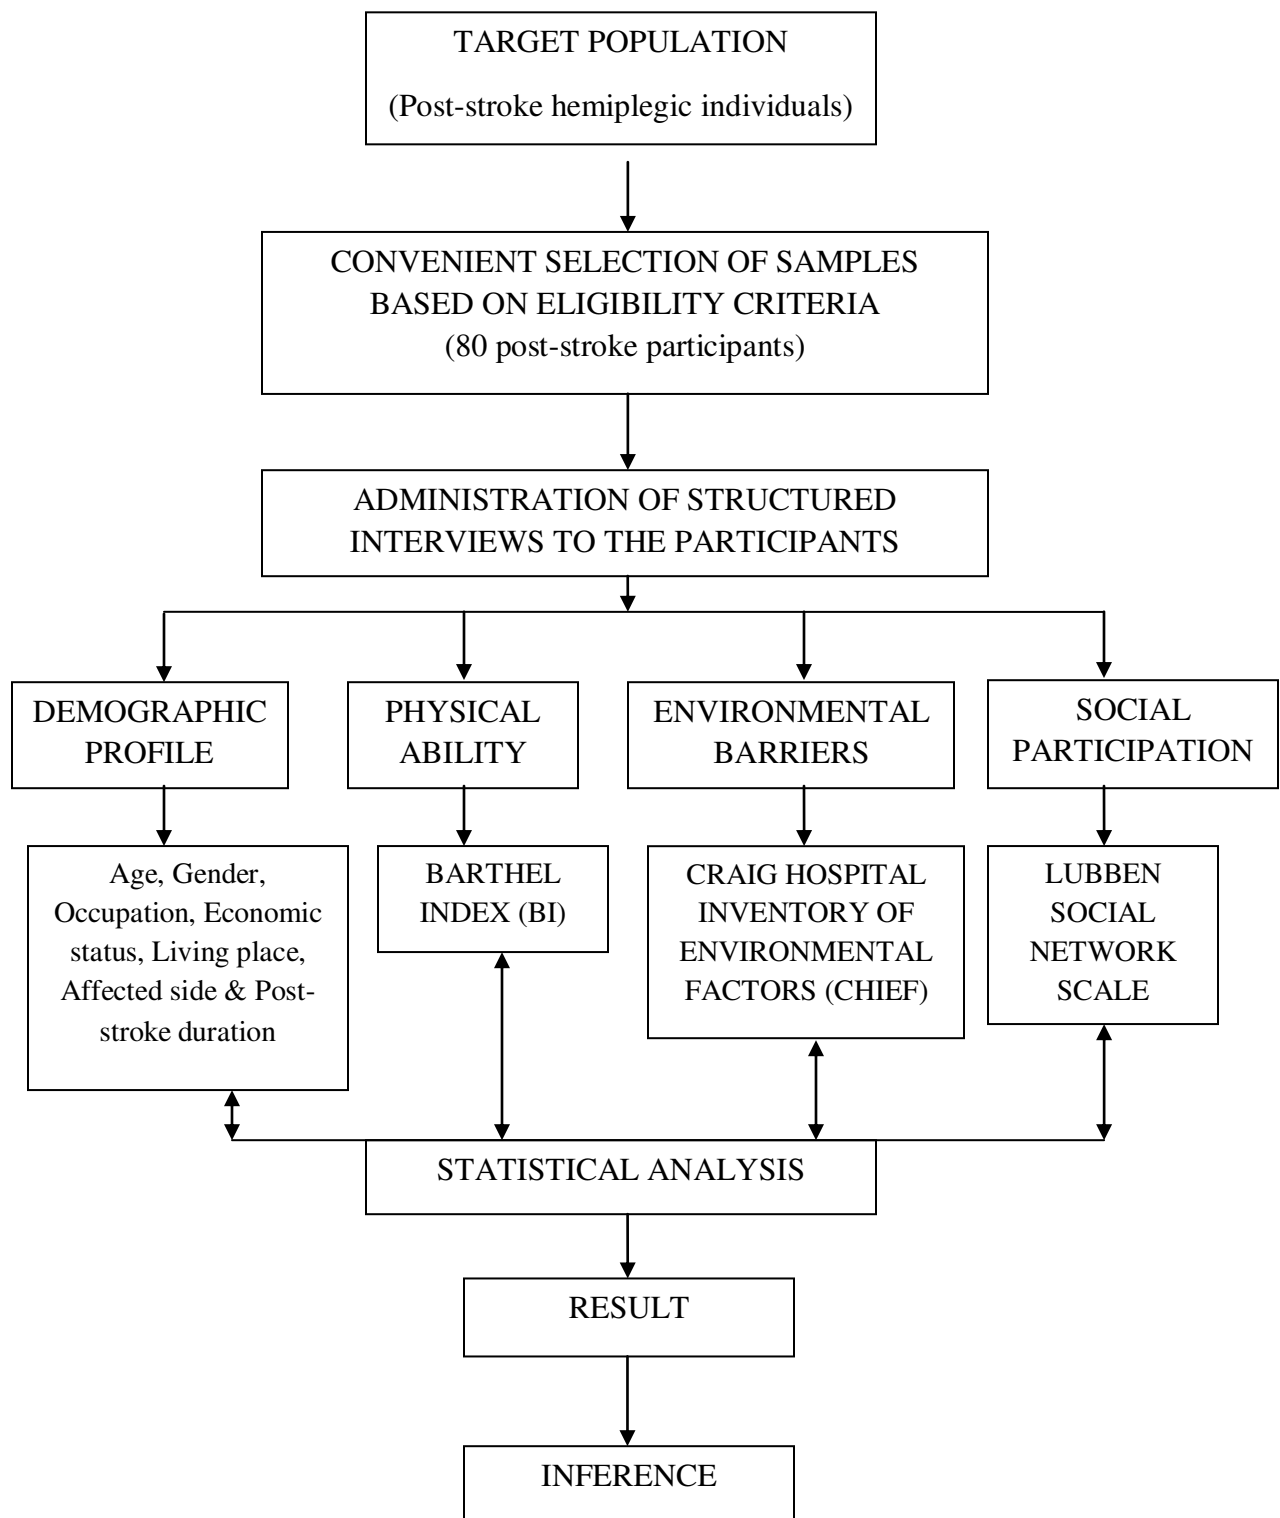 TARGET POPULATION
(Post-stroke hemiplegic individuals)
CONVENIENT SELECTION OF SAMPLES
BASED ON ELIGIBILITY CRITERIA
(80 post-stroke participants)
ADMINISTRATION OF STRUCTURED
INTERVIEWS TO THE PARTICIPANTS
DEMOGRAPHIC
PROFILE
PHYSICAL
ABILITY
ENVIRONMENTAL
BARRIERS
SOCIAL
PARTICIPATION
Age, Gender,
Occupation, Economic
status, Living place,
Affected side & Post-
stroke duration
BARTHEL
INDEX (BI)
CRAIG HOSPITAL
INVENTORY OF
ENVIRONMENTAL
FACTORS (CHIEF)
LUBBEN
SOCIAL
NETWORK
SCALE
STATISTICAL ANALYSIS
RESULT
INFERENCE